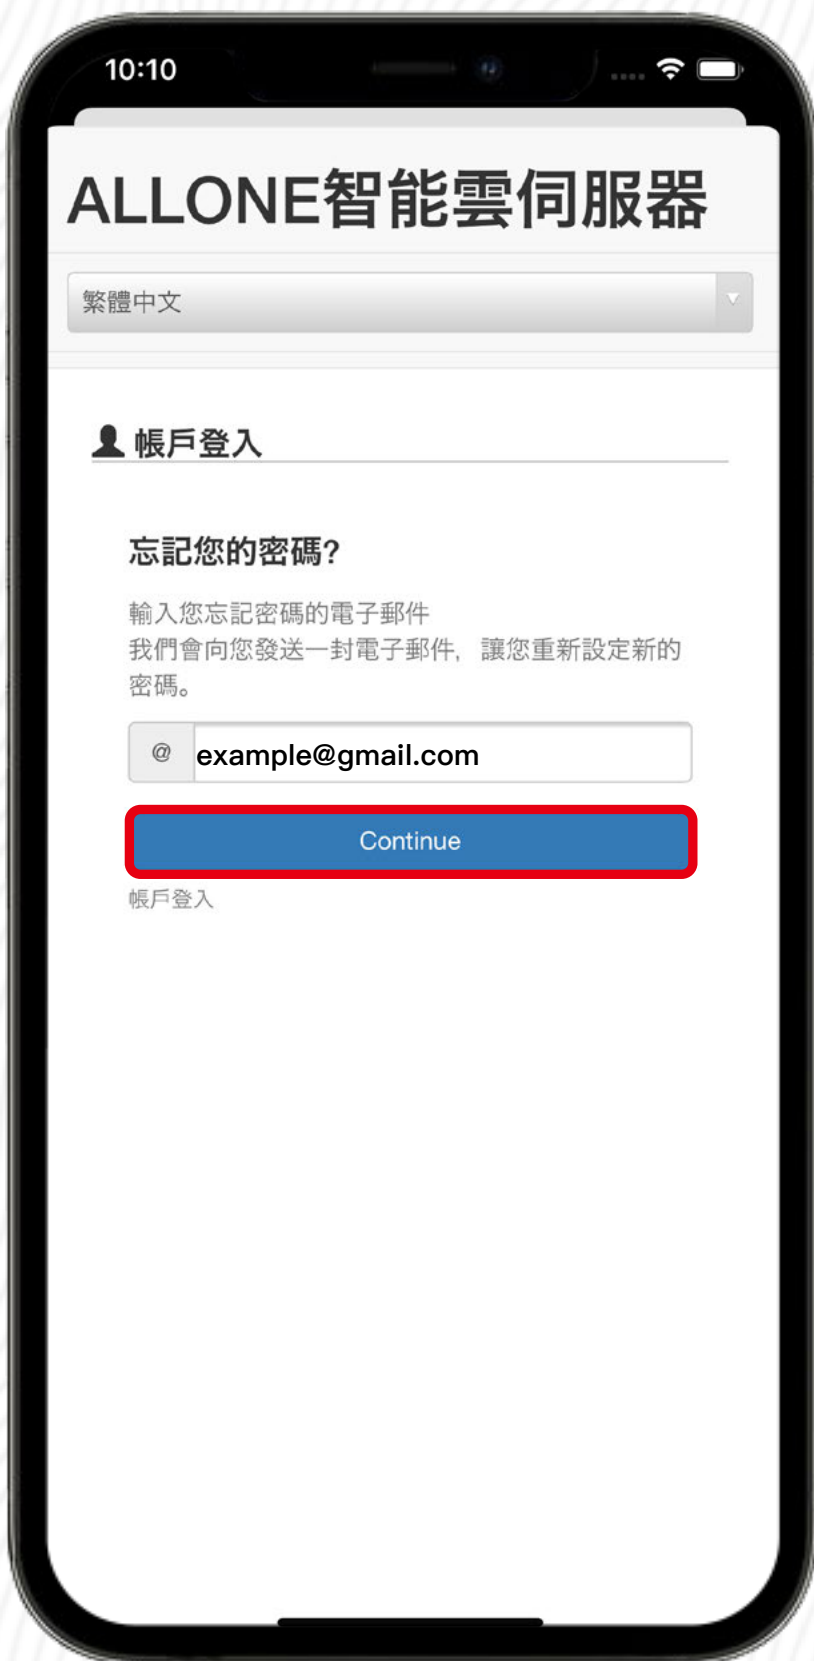 10:10
ALLONE智能雲伺服器
繁體中文
帳戶登入
忘記您的密碼?
輸入您忘記密碼的電子郵件
我們會向您發送一封電子郵件，讓您重新設定新的
密碼。
@ example@gmail.com
Continue
帳戶登入